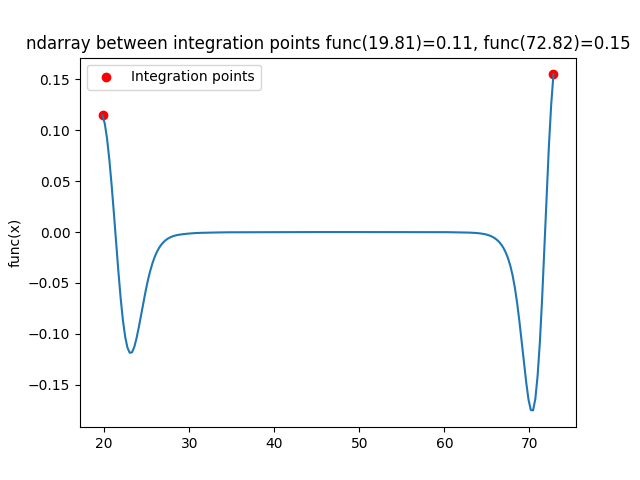 ndarray between integration points func(19.81)=0.11, func(72.82)=0.15
Integration points
func(x)
0.15
0.10
0.05
0.00
−0.05
−0.10
−0.15
20 30 40 50 60 70